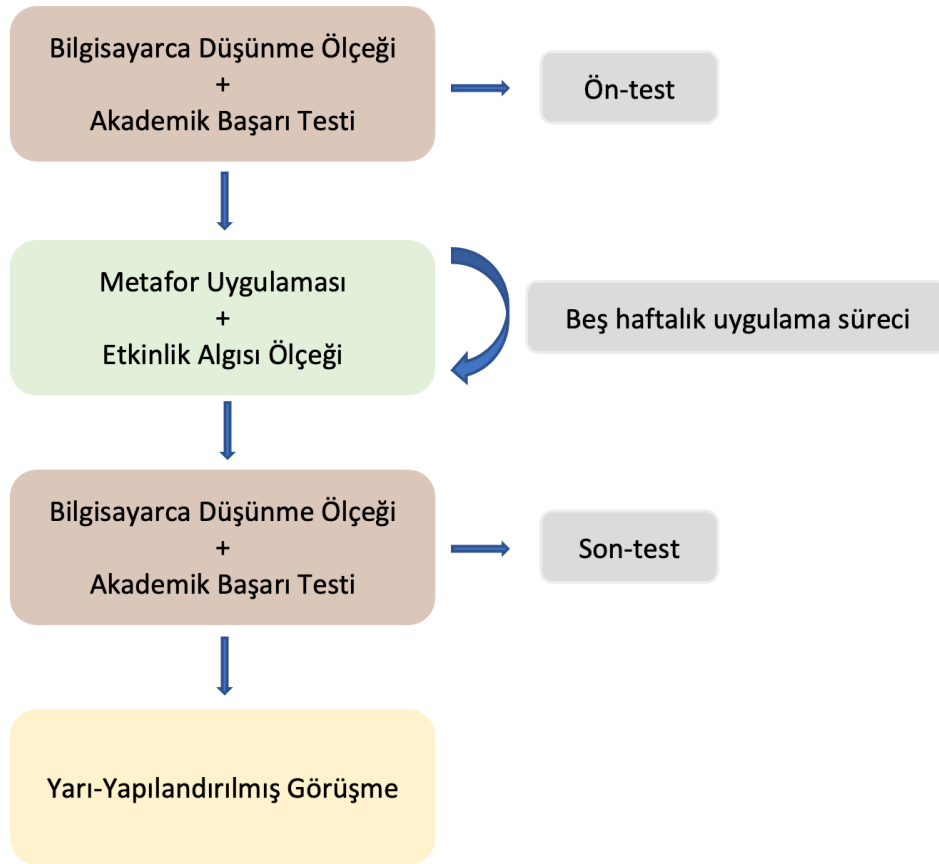 Bilgisayarca Düşünme Ölçeği
+
Akademik Başarı Testi
Ön-test
Metafor Uygulaması
+
Etkinlik Algısı Ölçeği
Beş haftalık uygulama süreci
Bilgisayarca Düşünme Ölçeği
+
Akademik Başarı Testi
Son-test
Yarı-Yapılandırılmış Görüşme